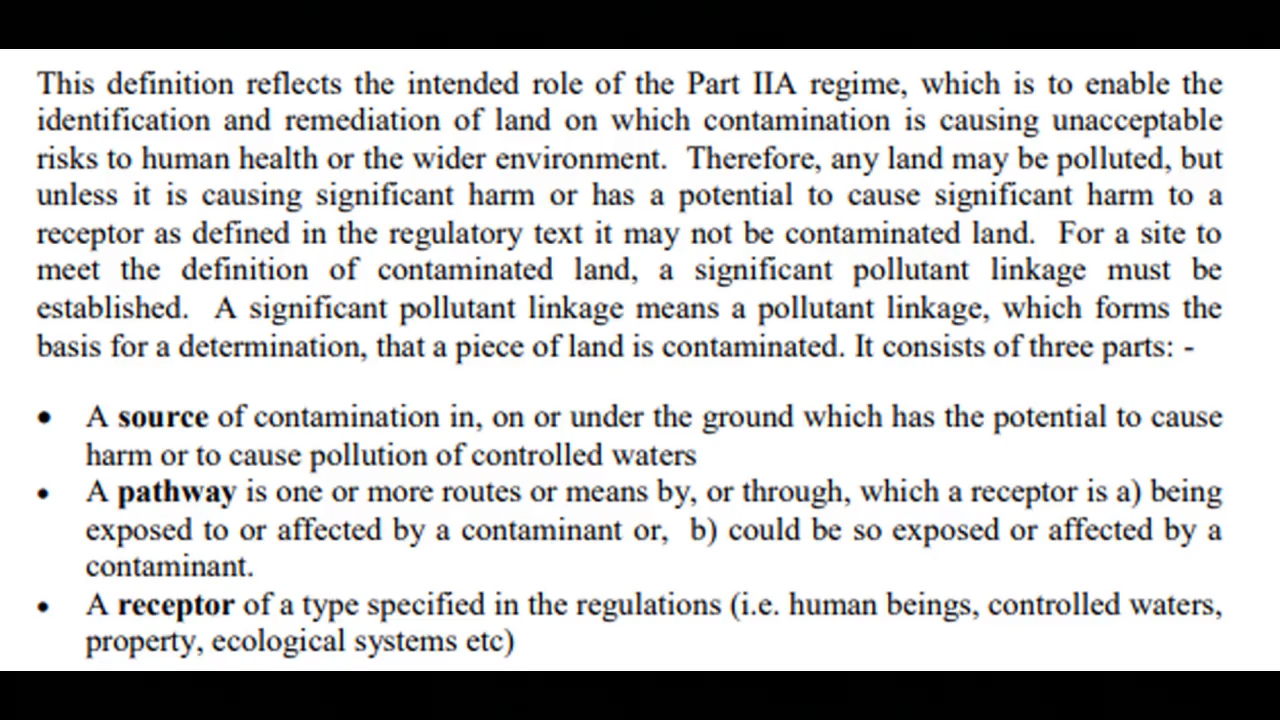 This definition reflects the intended role of the Part IIA regime, which is to enable the
identification and remediation of land on which contamination is causing unacceptable
risks to human health or the wider environment.  Therefore, any land may be polluted, but
unless it is causing significant harm or has a potential to cause significant harm to a
receptor as defined in the regulatory text it may not be contaminated land.  For a site to
meet the definition of contaminated land, a significant pollutant linkage must be
established.  A significant pollutant linkage means a pollutant linkage, which forms the
basis for a determination, that a piece of land is contaminated. It consists of three parts: -
• A source of contamination in, on or under the ground which has the potential to cause
harm or to cause pollution of controlled waters
• A pathway is one or more routes or means by, or through, which a receptor is a) being
exposed to or affected by a contaminant or,  b) could be so exposed or affected by a
contaminant.
• A receptor of a type specified in the regulations (i.e. human beings, controlled waters,
property, ecological systems etc)